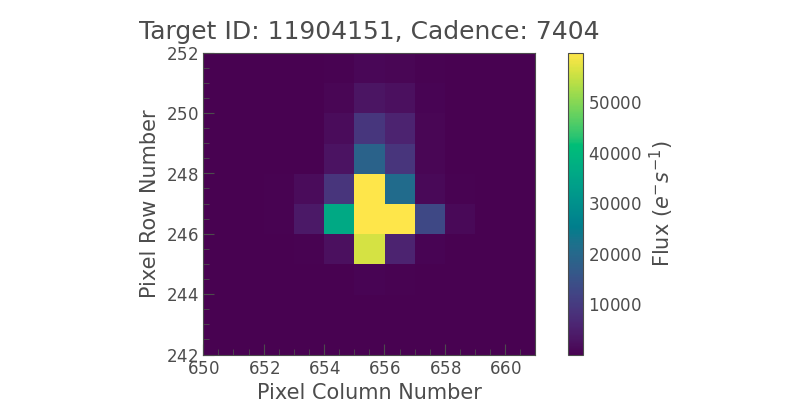 Target ID: 11904151, Cadence: 7404
252
250
248
246
244
242
Pixel Row Number
650 652 654 656 658 660
Pixel Column Number
50000
40000
30000
20000
10000
Flux (e⁻ s⁻¹)